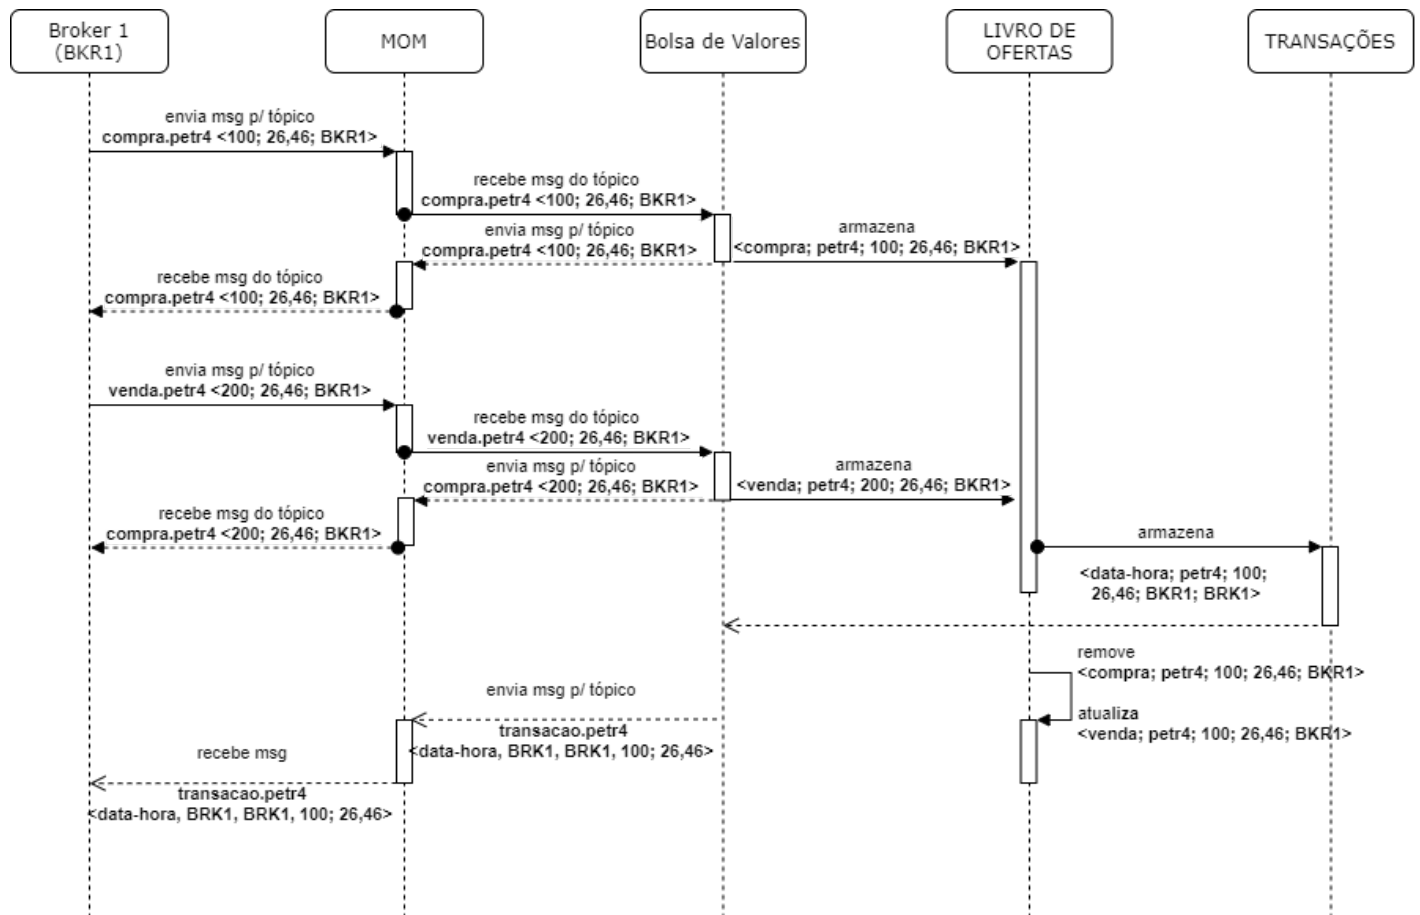 Broker 1
(BKR1)
MOM
Bolsa de Valores
LIVRO DE
OFERTAS
TRANSAÇÕES
envia msg p/ tópico
compra.petr4 <100; 26,46; BKR1>
recebe msg do tópico
compra.petr4 <100; 26,46; BKR1>
envia msg p/ tópico
compra.petr4 <100; 26,46; BKR1>
armazena
<compra; petr4; 100; 26,46; BKR1>
recebe msg do tópico
compra.petr4 <100; 26,46; BKR1>
envia msg p/ tópico
venda.petr4 <200; 26,46; BKR1>
recebe msg do tópico
venda.petr4 <200; 26,46; BKR1>
envia msg p/ tópico
compra.petr4 <200; 26,46; BKR1>
armazena
<venda; petr4; 200; 26,46; BKR1>
recebe msg do tópico
compra.petr4 <200; 26,46; BKR1>
armazena
<data-hora; petr4; 100;
26,46; BKR1; BRK1>
remove
<compra; petr4; 100; 26,46; BKR1>
atualiza
<venda; petr4; 100; 26,46; BKR1>
envia msg p/ tópico
transacao.petr4
<data-hora, BRK1, BRK1, 100; 26,46>
recebe msg
transacao.petr4
<data-hora, BRK1, BRK1, 100; 26,46>